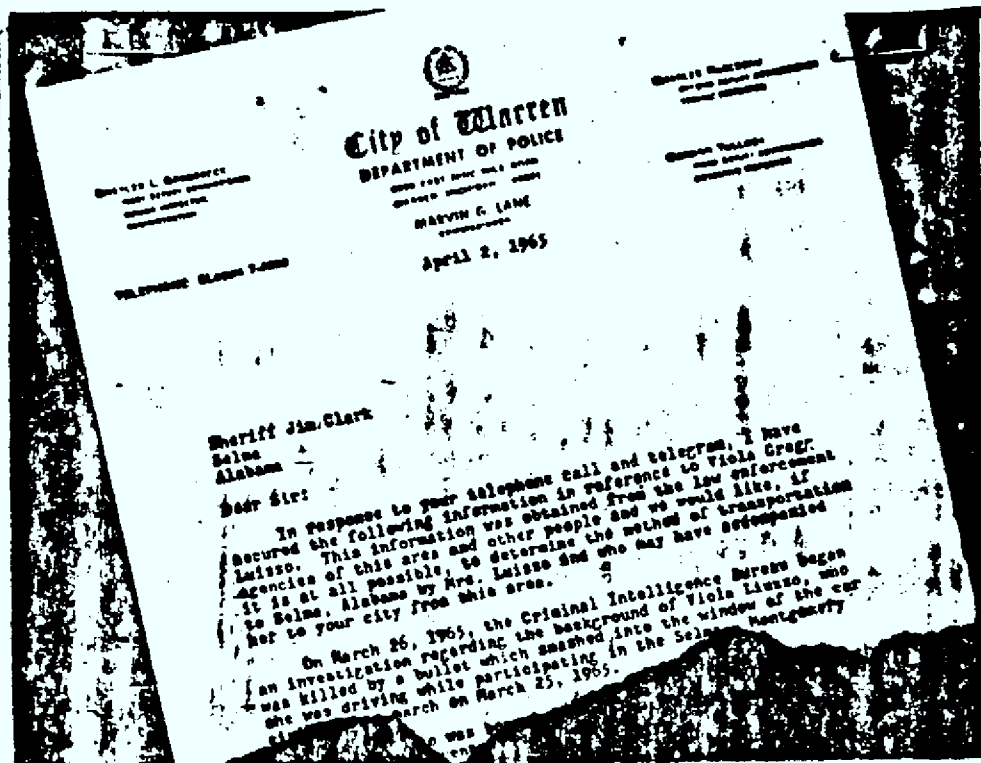 City of Warren
DEPARTMENT OF POLICE
MARVIN G. LANE
CHARLES L.
GORDON
TELEPHONE
April 2, 1965
Sheriff Jim Clark
Selma
Alabama
Dear Sir:
In response to your telephone call and telegram, I have
secured the following information in reference to Viola Gregg
Luisso. This information was obtained from the law enforcement
agencies of this area and other people and we would like, if
it is at all possible, to determine the method of transportation
to Selma, Alabama by Mrs. Luisso and who may have accompanied
her to your city from this area.
On March 26, 1965, the Criminal Intelligence Bureau began
an investigation regarding the background of Viola Liuzzo, who
was killed by a bullet which smashed into the window of the car
she was driving while participating in the Selma Montgomery
march on March 25, 1965.
was